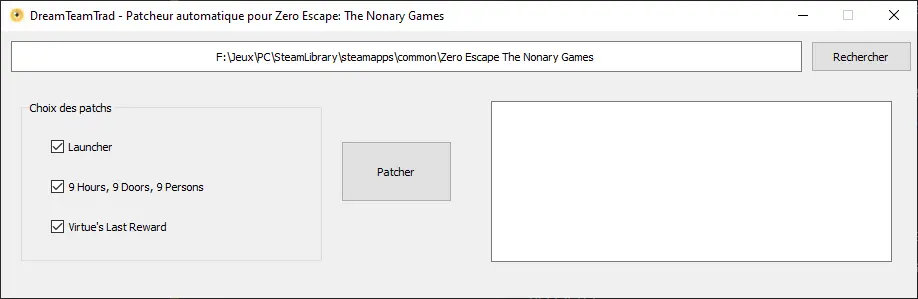 DreamTeamTrad - Patcheur automatique pour Zero Escape: The Nonary Games
F:\Jeux\PC\SteamLibrary\steamapps\common\Zero Escape The Nonary Games
Rechercher
Choix des patchs
Launcher
9 Hours, 9 Doors, 9 Persons
Virtue's Last Reward
Patcher